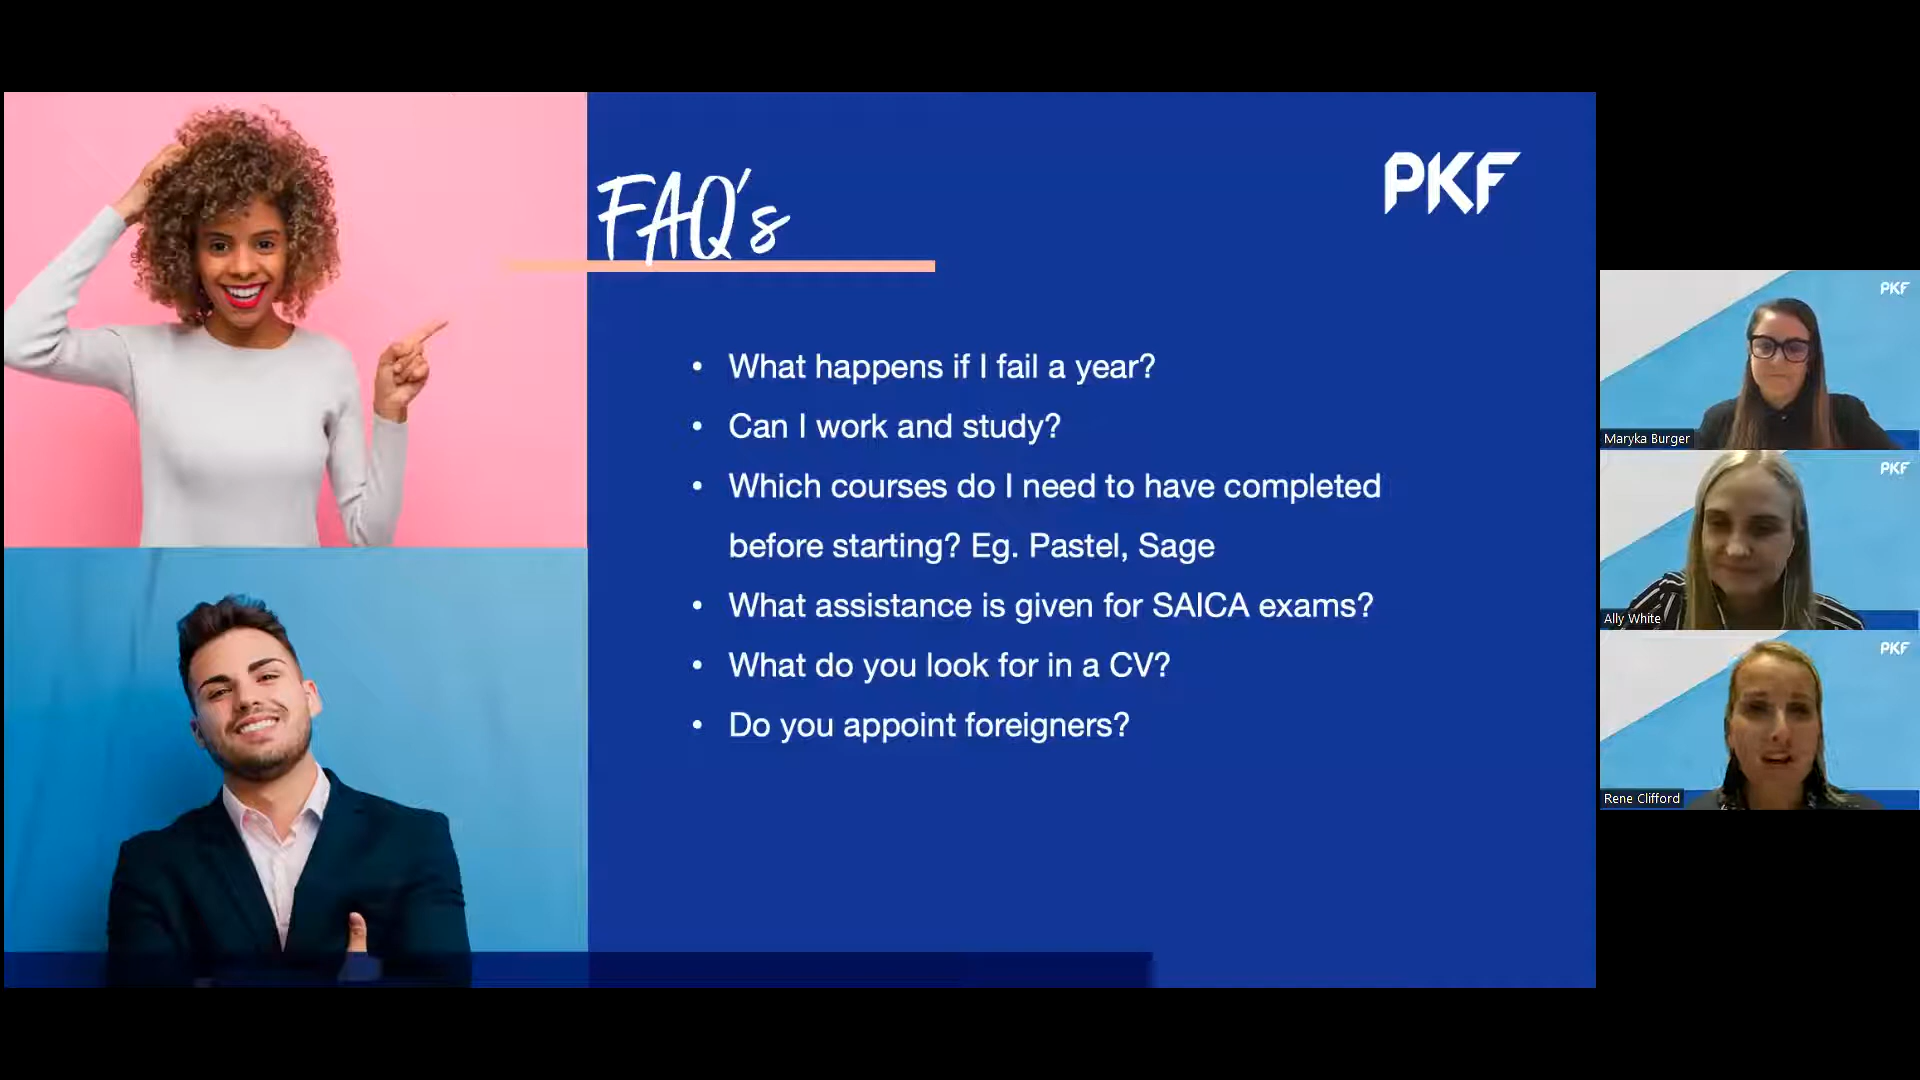 FAQ's
PKF
• What happens if I fail a year?
• Can I work and study?
• Which courses do I need to have completed
before starting? Eg. Pastel, Sage
• What assistance is given for SAICA exams?
• What do you look for in a CV?
• Do you appoint foreigners?
PKF
Maryka Burger
PKF
Ally White
PKF
Rene Clifford